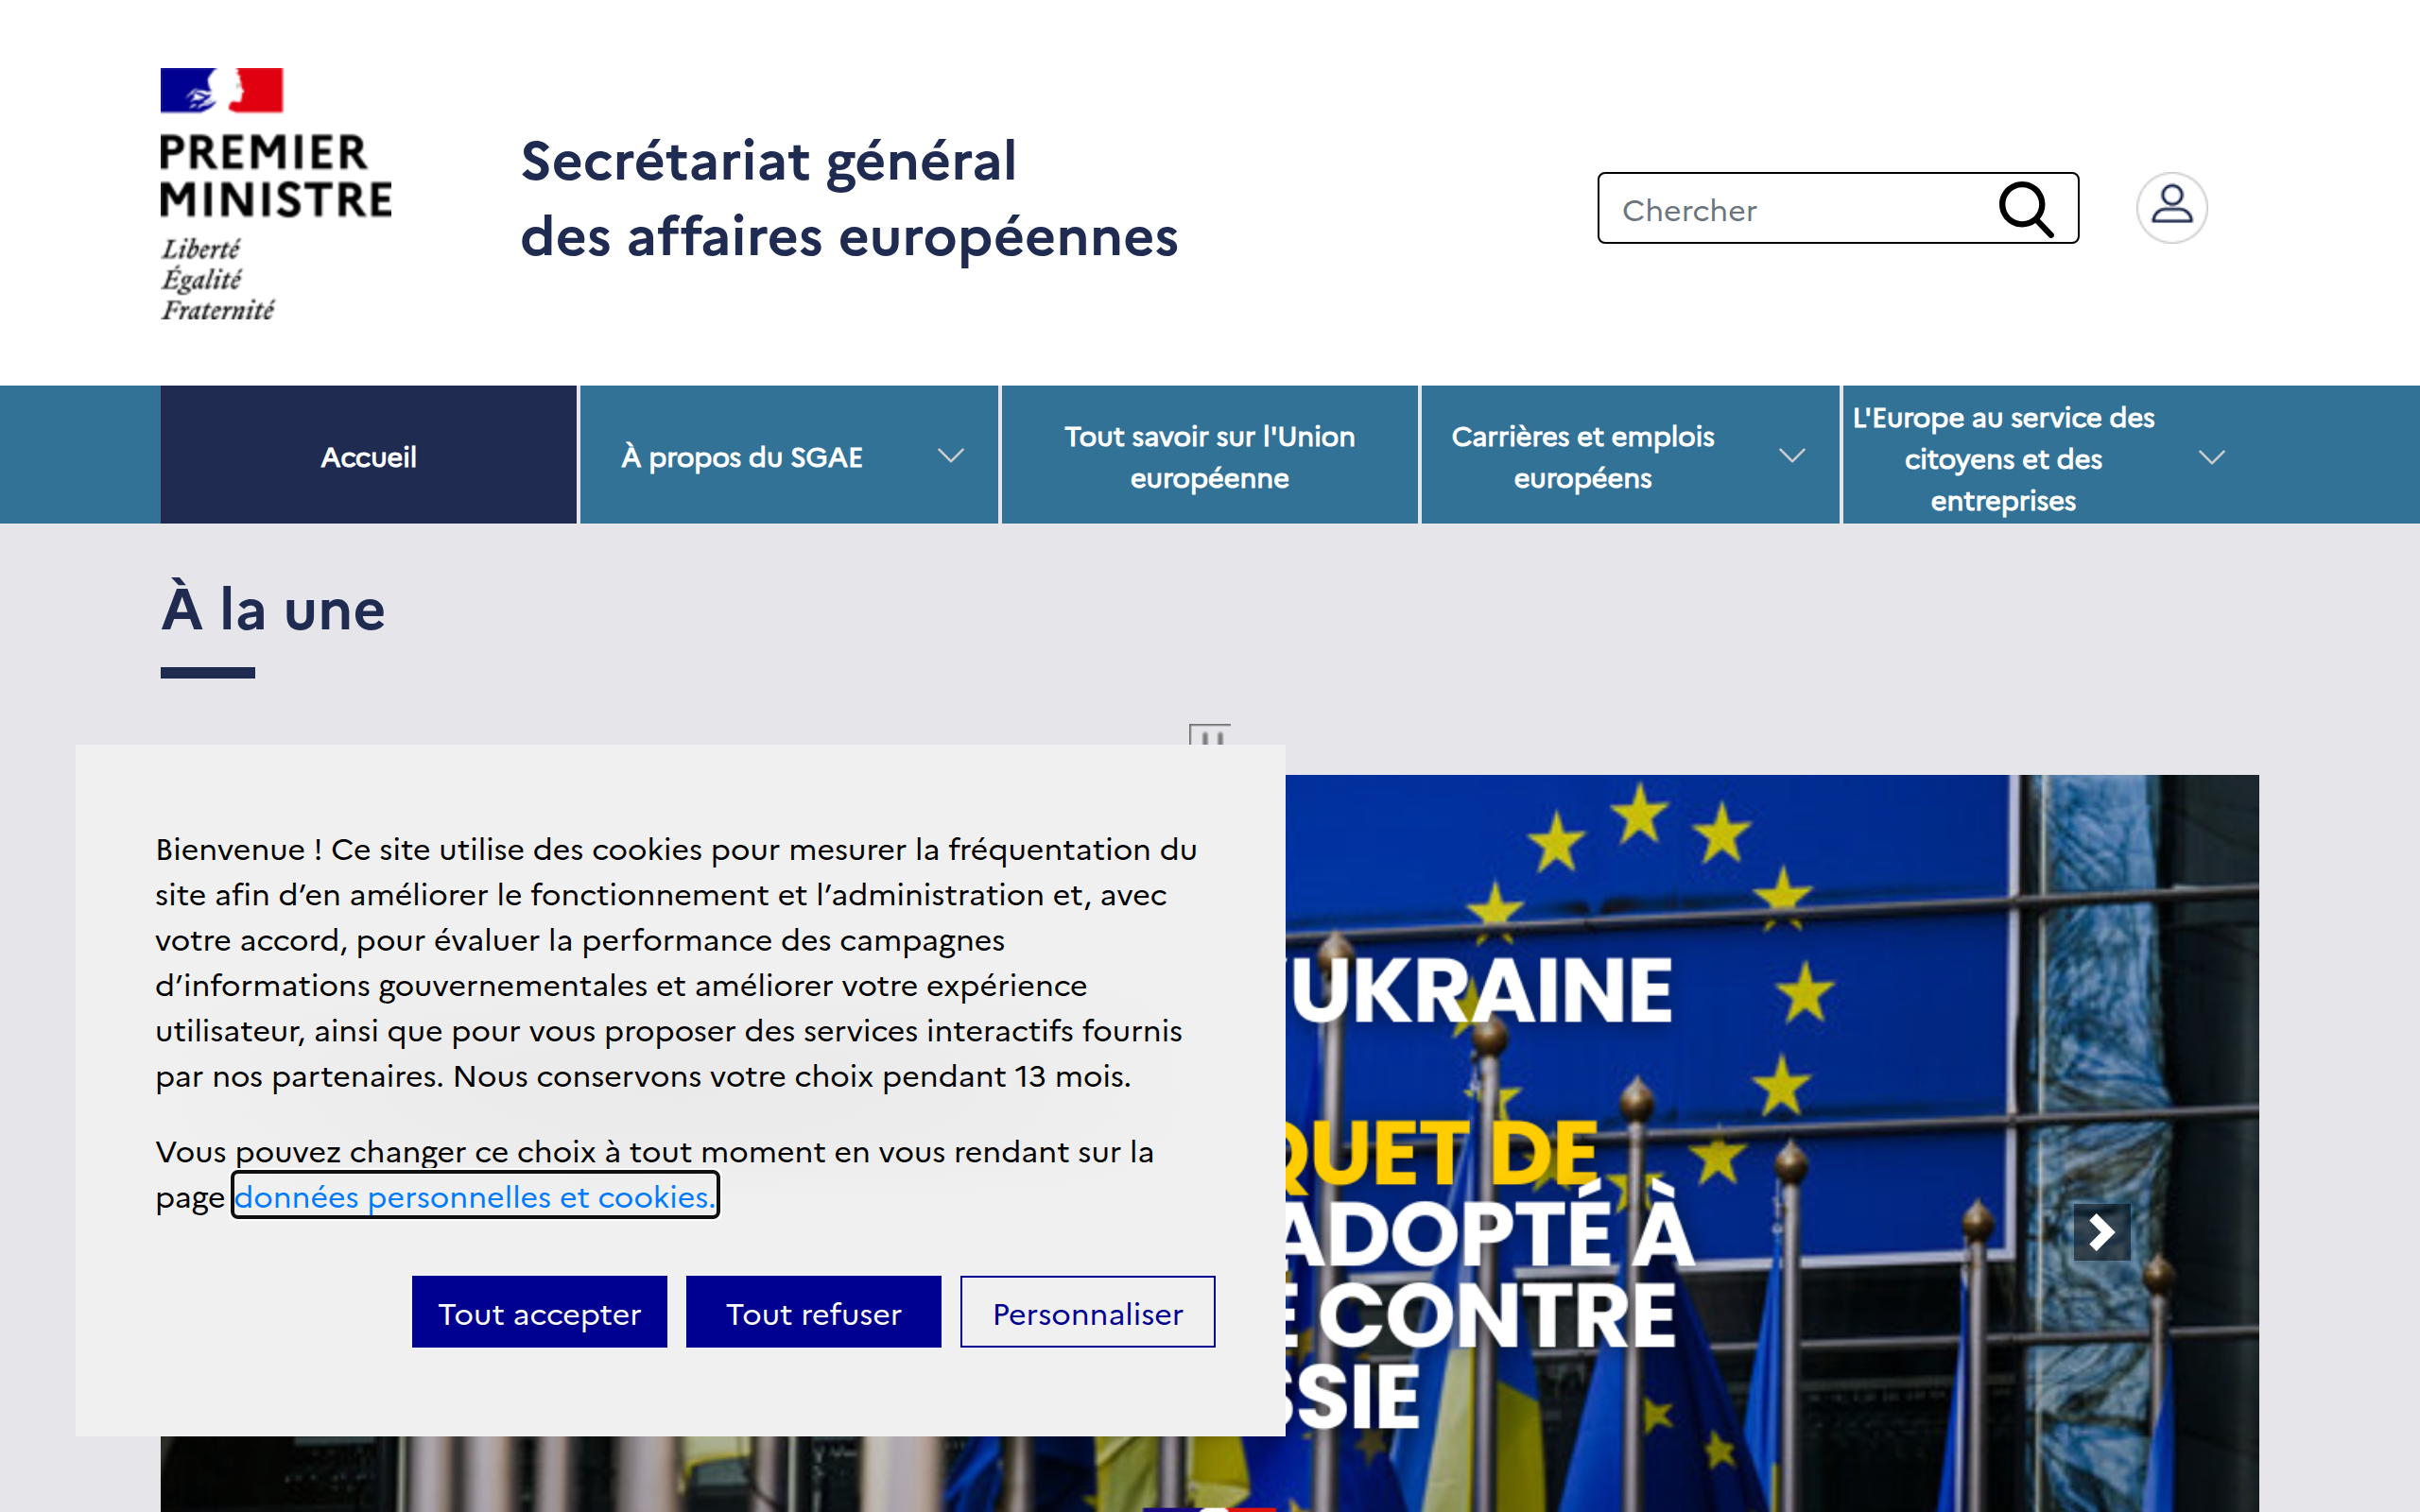 PREMIER
MINISTRE
Liberté
Égalité
Fraternité
Secrétariat général
des affaires européennes
Chercher
Accueil
À propos du SGAE
Tout savoir sur l'Union
européenne
Carrières et emplois
européens
L'Europe au service des
citoyens et des
entreprises
À la une
Bienvenue ! Ce site utilise des cookies pour mesurer la fréquentation du
site afin d’en améliorer le fonctionnement et l’administration et, avec
votre accord, pour évaluer la performance des campagnes
d’informations gouvernementales et améliorer votre expérience
utilisateur, ainsi que pour vous proposer des services interactifs fournis
par nos partenaires. Nous conservons votre choix pendant 13 mois.
Vous pouvez changer ce choix à tout moment en vous rendant sur la
page données personnelles et cookies.
Tout accepter
Tout refuser
Personnaliser
UKRAINE
QUET DE
ADOPTÉ À
E CONTRE
SSIE